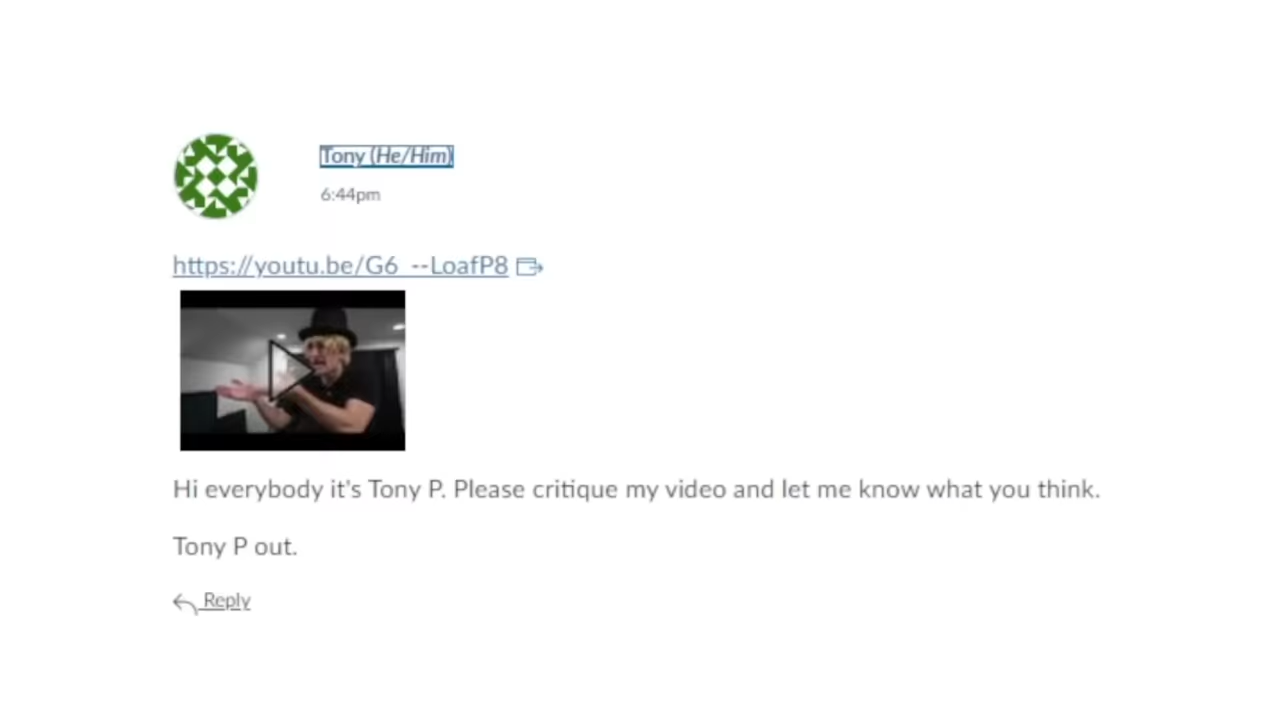 Tony (He/Him)
6:44pm
https://youtu.be/G6_--LoafP8
Hi everybody it's Tony P. Please critique my video and let me know what you think.
Tony P out.
Reply